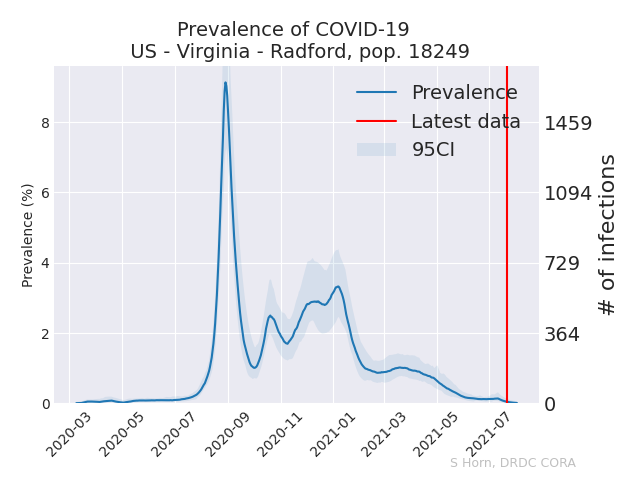 Prevalence of COVID-19
US - Virginia - Radford, pop. 18249
Prevalence
Latest data
95CI
Prevalence (%)
8
6
4
2
0
1459
1094
729
364
0
# of infections
2020-03
2020-05
2020-07
2020-09
2020-11
2021-01
2021-03
2021-05
2021-07
S Horn, DRDC CORA